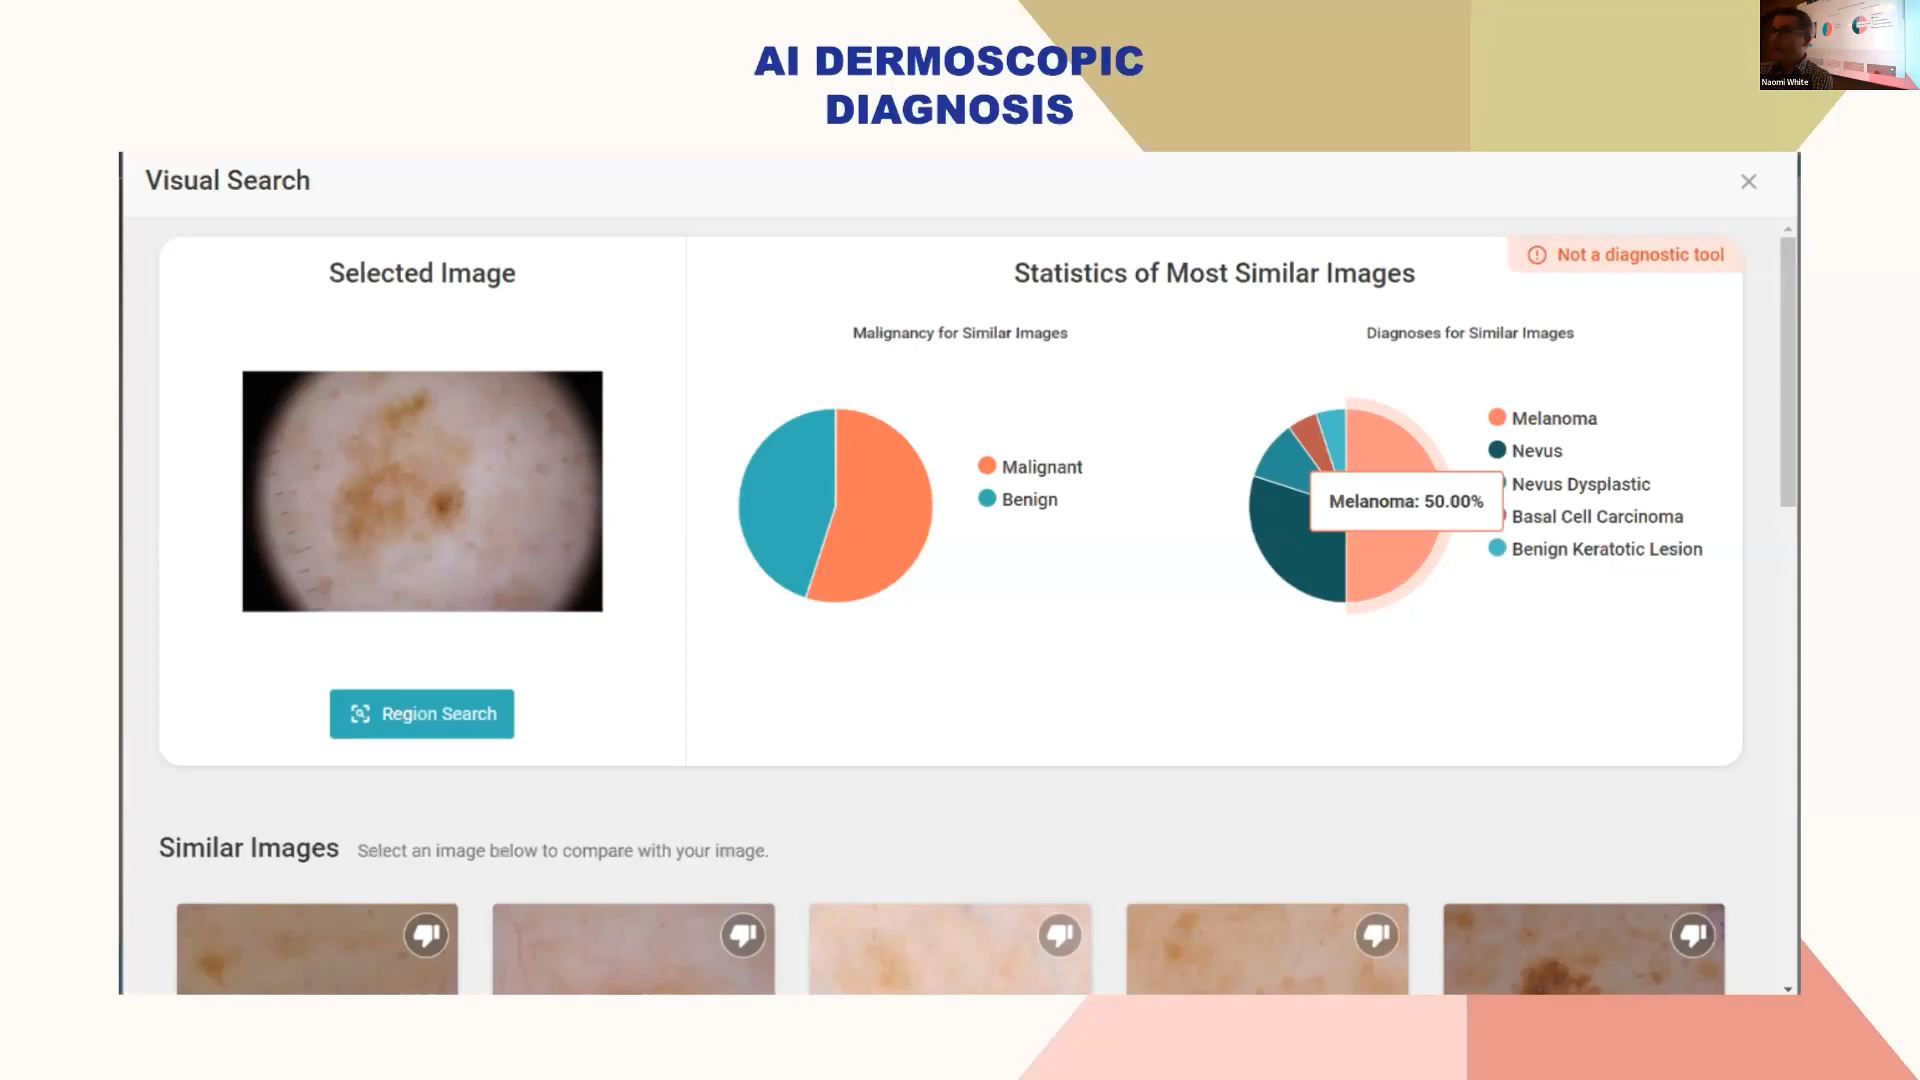 AI DERMOSCOPIC
DIAGNOSIS
Naomi White
Visual Search
Selected Image
Region Search
Not a diagnostic tool
Statistics of Most Similar Images
Malignancy for Similar Images
Malignant
Benign
Diagnoses for Similar Images
Melanoma: 50.00%
Melanoma
Nevus
Nevus Dysplastic
Basal Cell Carcinoma
Benign Keratotic Lesion
Similar Images Select an image below to compare with your image.